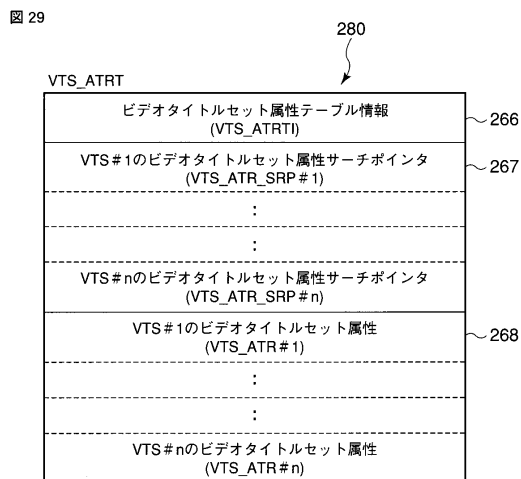 図 29
280
VTS_ATRT
ビデオタイトルセット属性テーブル情報
(VTS_ATRTI)
266
VTS#1のビデオタイトルセット属性サーチポインタ
(VTS_ATR_SRP#1)
267
:
:
VTS#nのビデオタイトルセット属性サーチポインタ
(VTS_ATR_SRP#n)
VTS#1のビデオタイトルセット属性
(VTS_ATR#1)
268
:
:
VTS#nのビデオタイトルセット属性
(VTS_ATR#n)